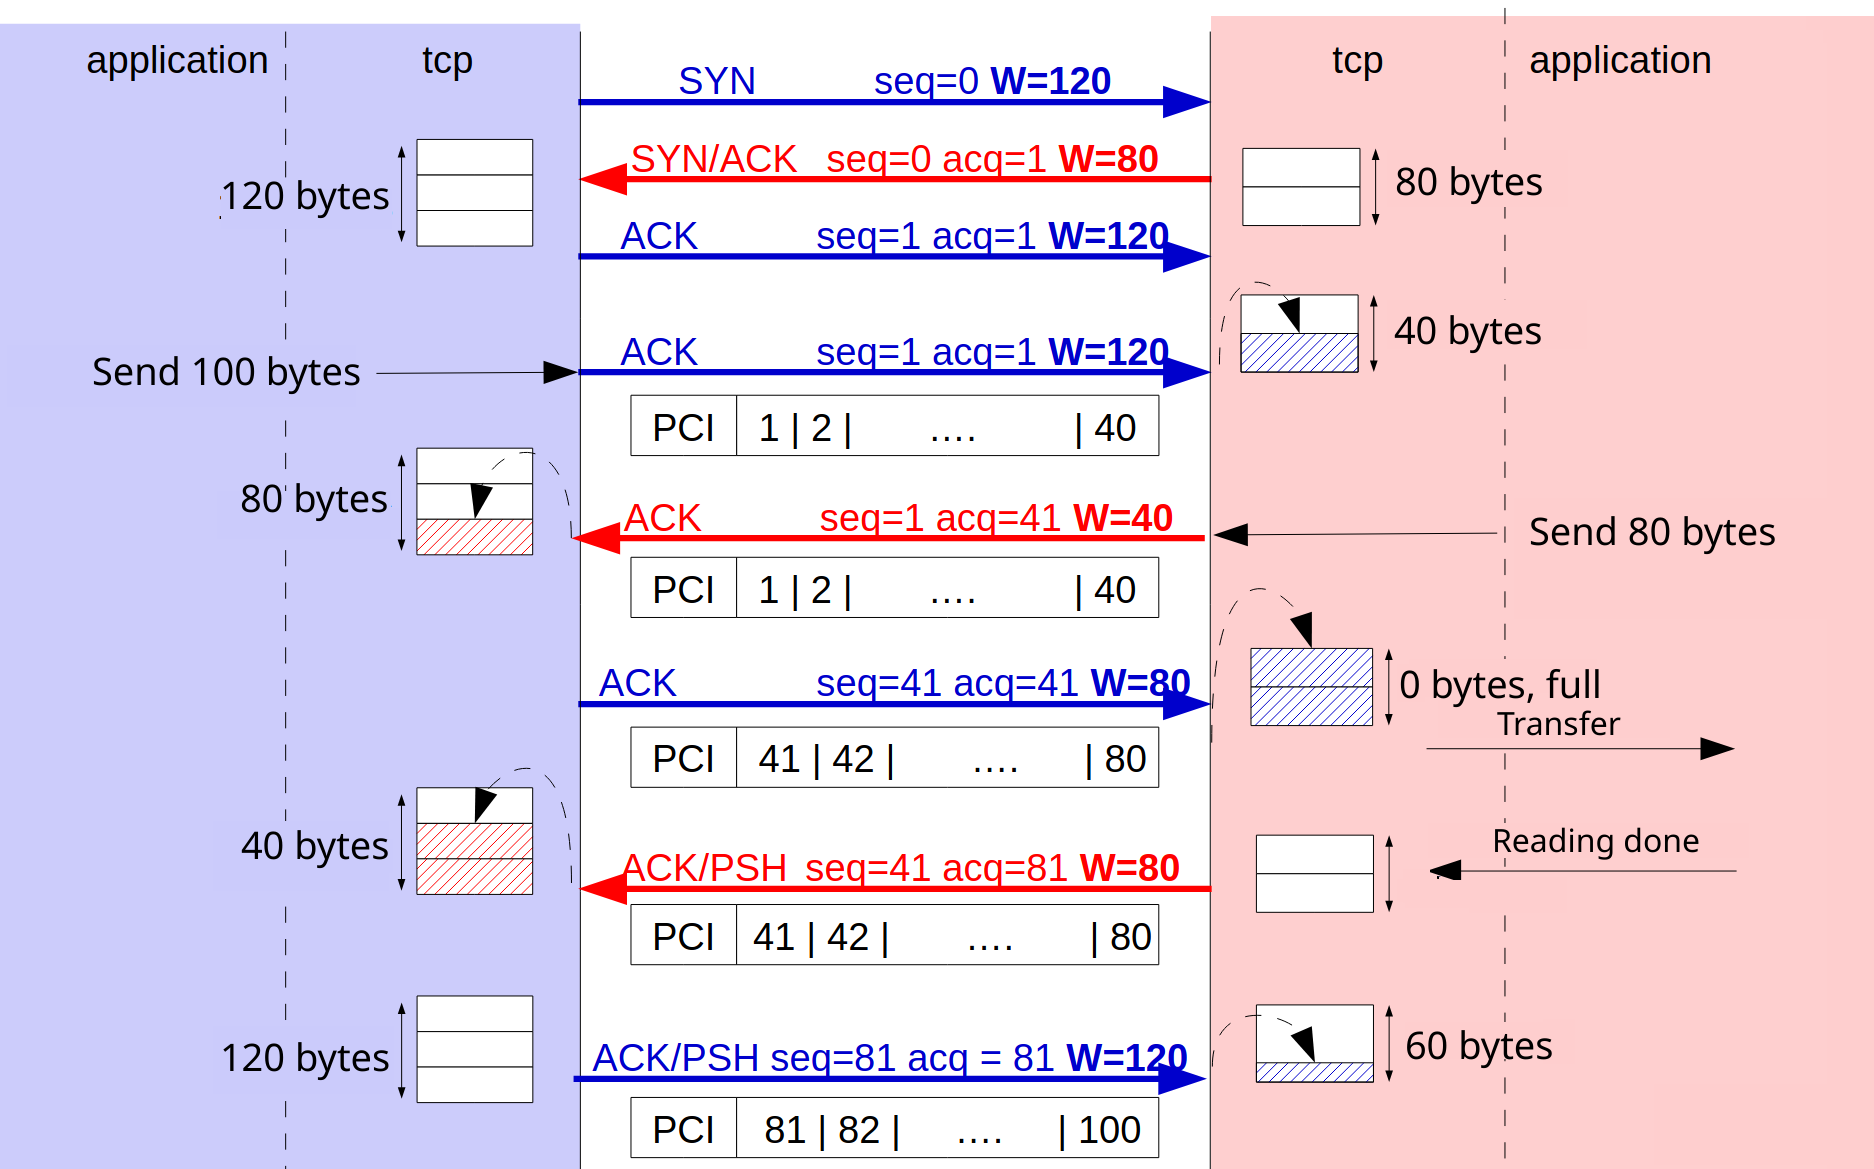 application tcp tcp application
SYN seq=0 W=120
SYN/ACK seq=0 acq=1 W=80
120 bytes
80 bytes
ACK seq=1 acq=1 W=120
Send 100 bytes
ACK seq=1 acq=1 W=120
40 bytes
PCI 1 | 2 | .... | 40
80 bytes
ACK seq=1 acq=41 W=40
Send 80 bytes
PCI 1 | 2 | .... | 40
ACK seq=41 acq=41 W=80
0 bytes, full
Transfer
PCI 41 | 42 | .... | 80
40 bytes
Reading done
ACK/PSH seq=41 acq=81 W=80
PCI 41 | 42 | .... | 80
120 bytes
ACK/PSH seq=81 acq = 81 W=120
60 bytes
PCI 81 | 82 | .... | 100